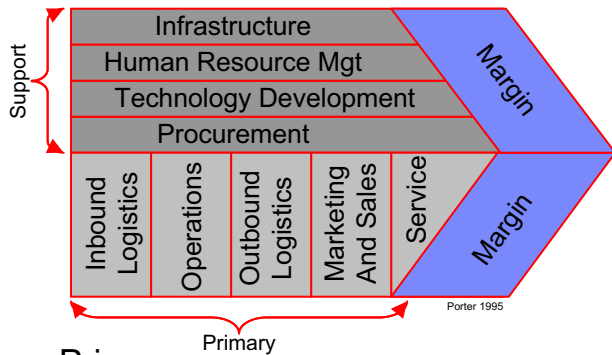 Infrastructure
Human Resource Mgt
Technology Development
Procurement
Support
Margin
Inbound
Logistics
Operations
Outbound
Logistics
Marketing
And Sales
Service
Margin
Porter 1995
Primary